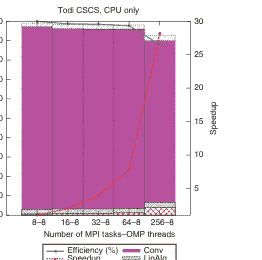 Todi CSCS, CPU only
30
25
20
15
10
5
Speedup
8–8 16–8 32–8 64–8 256–8
Number of MPI tasks–OMP threads
Efficiency (%) Conv
Speedup LinAlg